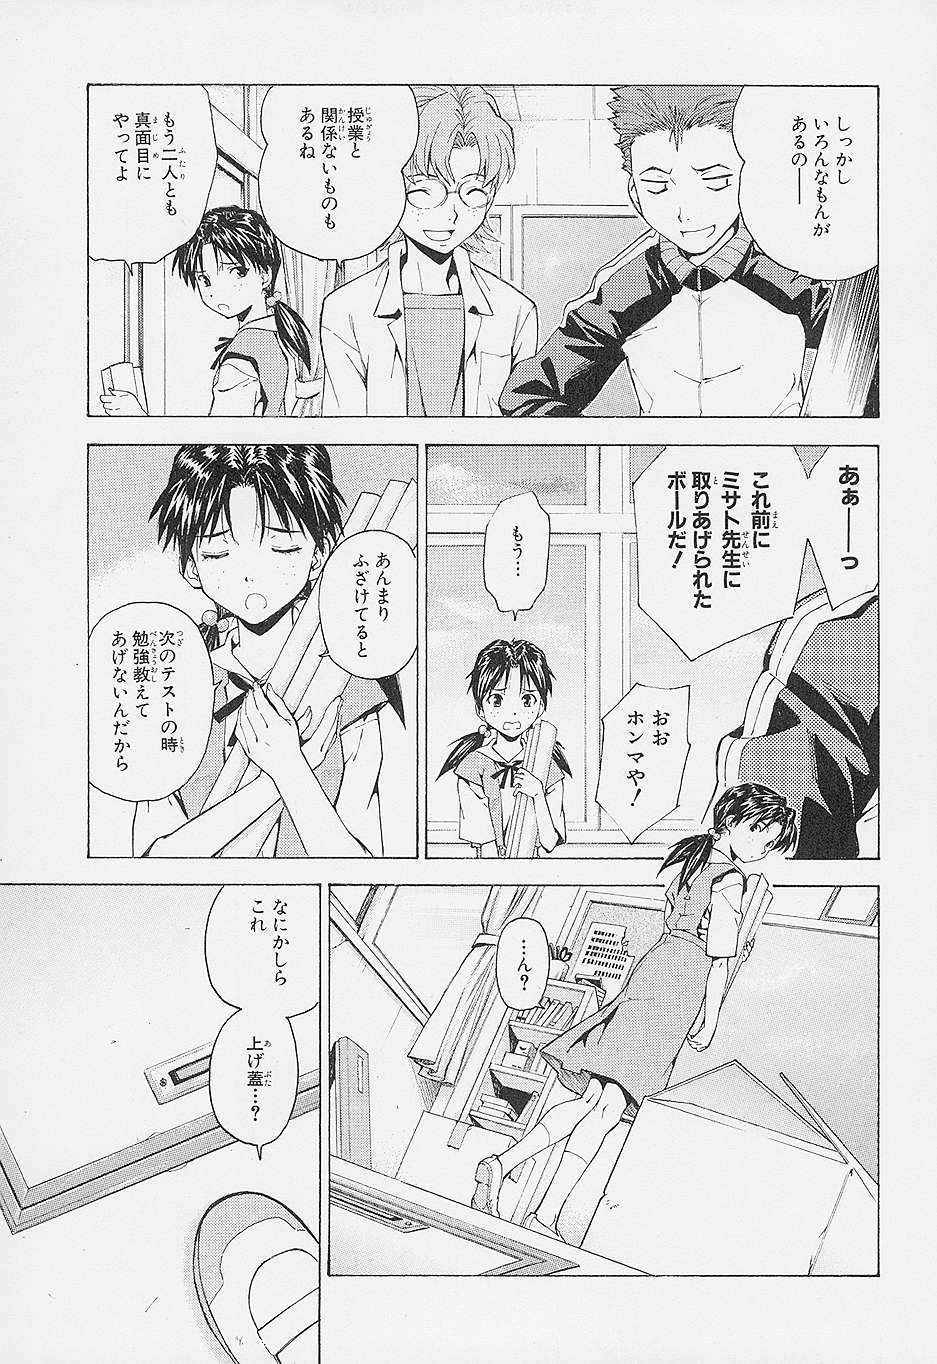 しっかし
いろんなもんが
あるの――
授業と
関係ないものも
あるね
もう二人とも
真面目に
やってよ
あぁ――っ
これ前に
ミサト先生に
取りあげられた
ボールだ！
おお
ホンマや！
もう…
あんまり
ふざけてると
次のテストの時
勉強教えて
あげないんだから
…ん？
なにかしら
これ
上げ蓋…？